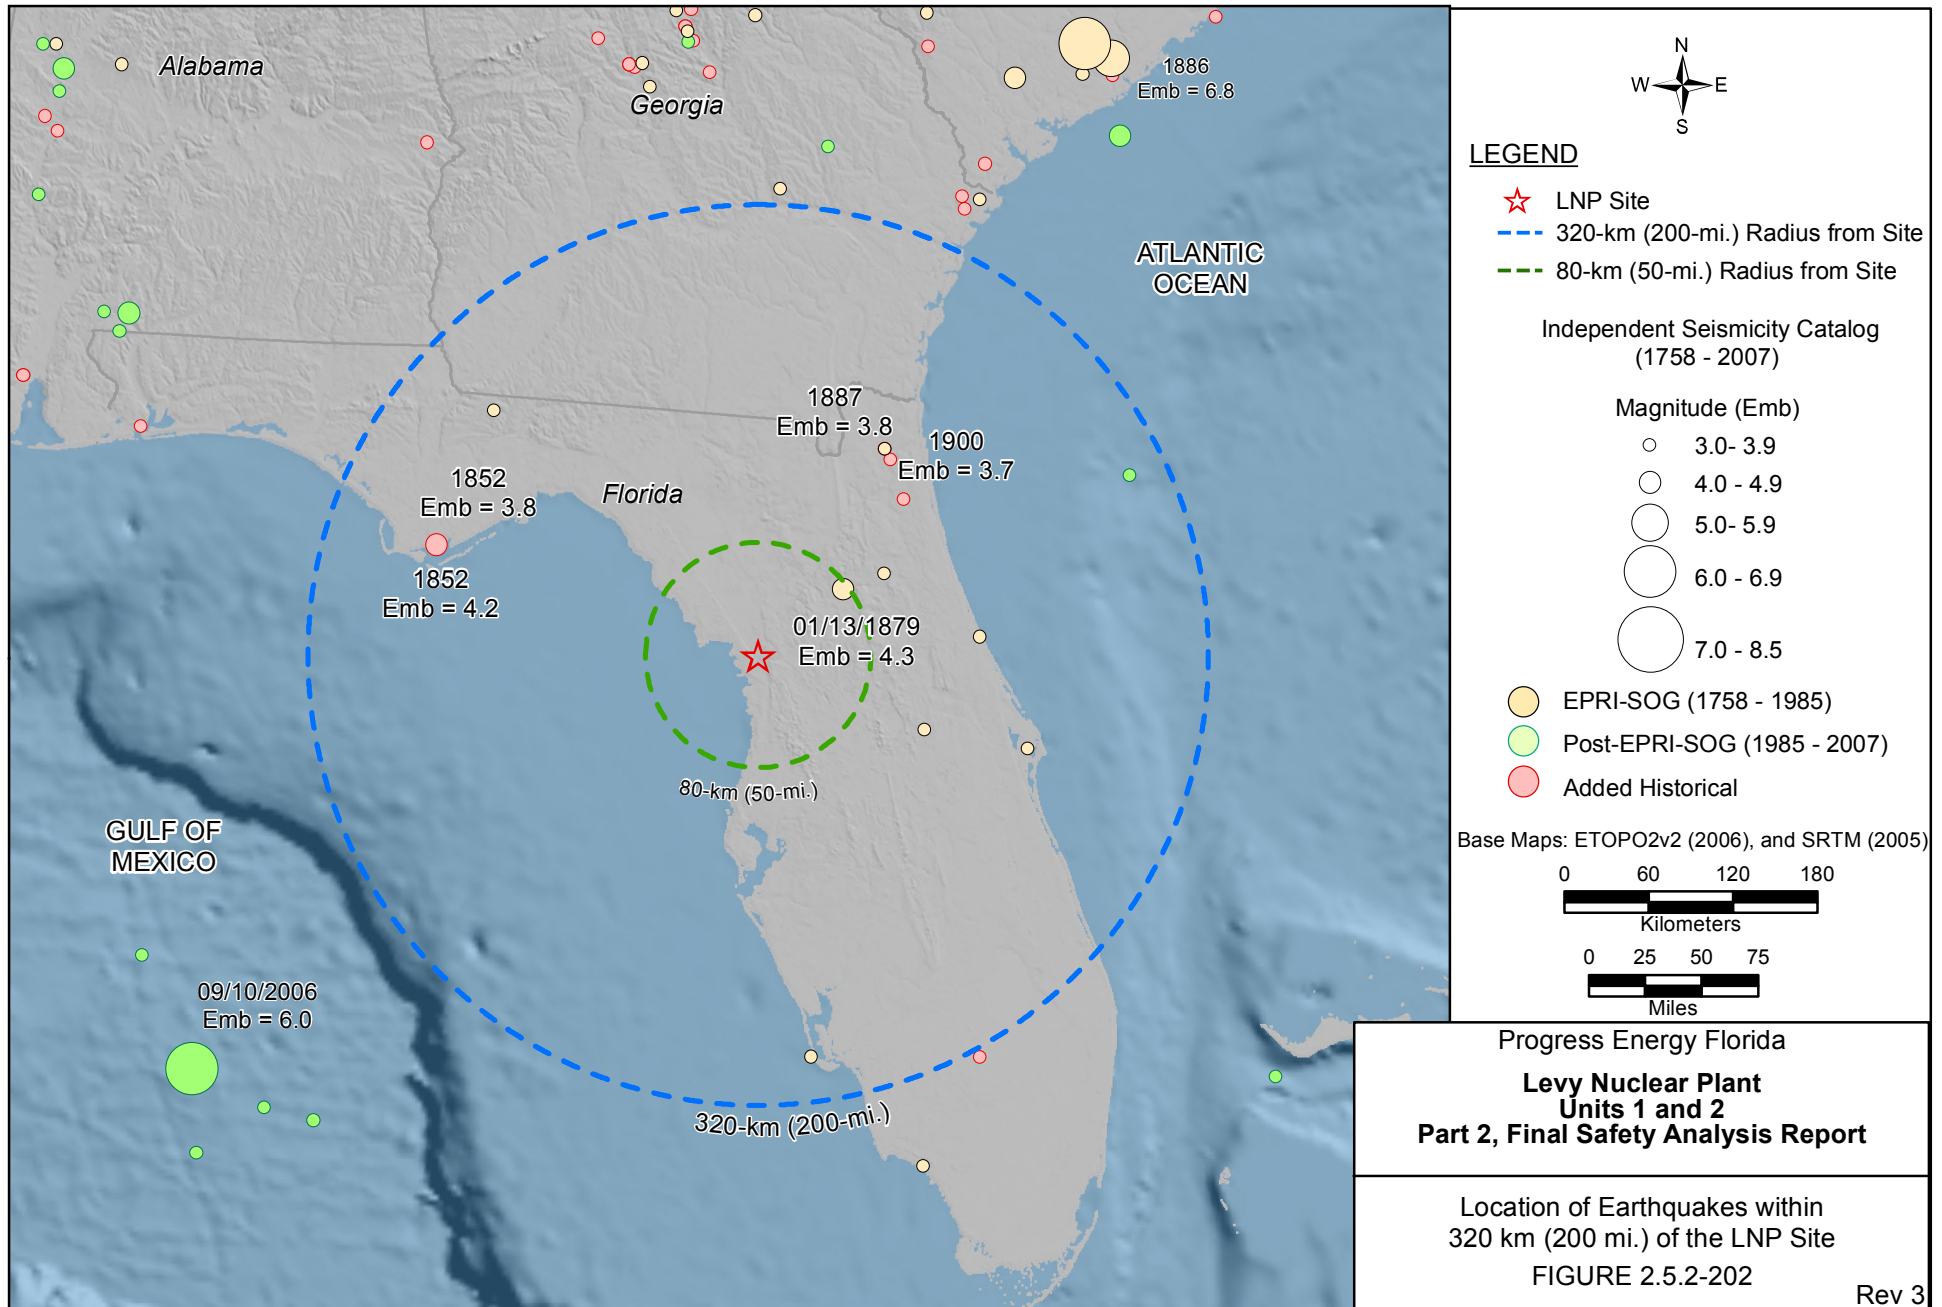 Alabama
Georgia
1886
Emb = 6.8
ATLANTIC
OCEAN
1887
Emb = 3.8
1900
Emb = 3.7
1852
Emb = 3.8
Florida
1852
Emb = 4.2
01/13/1879
Emb = 4.3
80-km (50-mi.)
GULF OF
MEXICO
09/10/2006
Emb = 6.0
320-km (200-mi.)
N
W E
S
LEGEND
LNP Site
320-km (200-mi.) Radius from Site
80-km (50-mi.) Radius from Site
Independent Seismicity Catalog
(1758 - 2007)
Magnitude (Emb)
3.0- 3.9
4.0 - 4.9
5.0- 5.9
6.0 - 6.9
7.0 - 8.5
EPRI-SOG (1758 - 1985)
Post-EPRI-SOG (1985 - 2007)
Added Historical
Base Maps: ETOPO2v2 (2006), and SRTM (2005)
0 60 120 180
Kilometers
0 25 50 75
Miles
Progress Energy Florida
Levy Nuclear Plant
Units 1 and 2
Part 2, Final Safety Analysis Report
Location of Earthquakes within
320 km (200 mi.) of the LNP Site
FIGURE 2.5.2-202
Rev 3